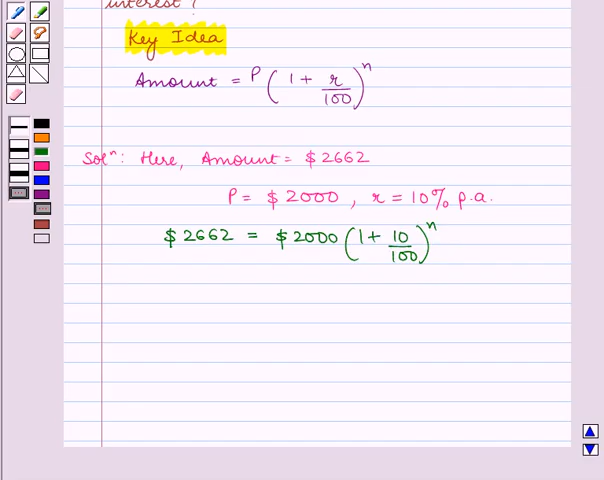 interest?
Key Idea
Amount = P ( 1 + r/100 )^n
Solⁿ: Here, Amount = $ 2662
P = $ 2000 , r = 10% p.a.
$ 2662 = $ 2000 ( 1 + 10/100 )^n